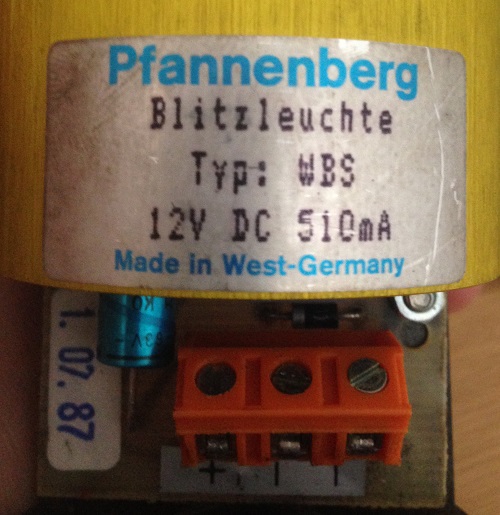 Pfannenberg
Blitzleuchte
Typ: WBS
12V DC 510mA
Made in West-Germany
1. 07. 87
+ - -